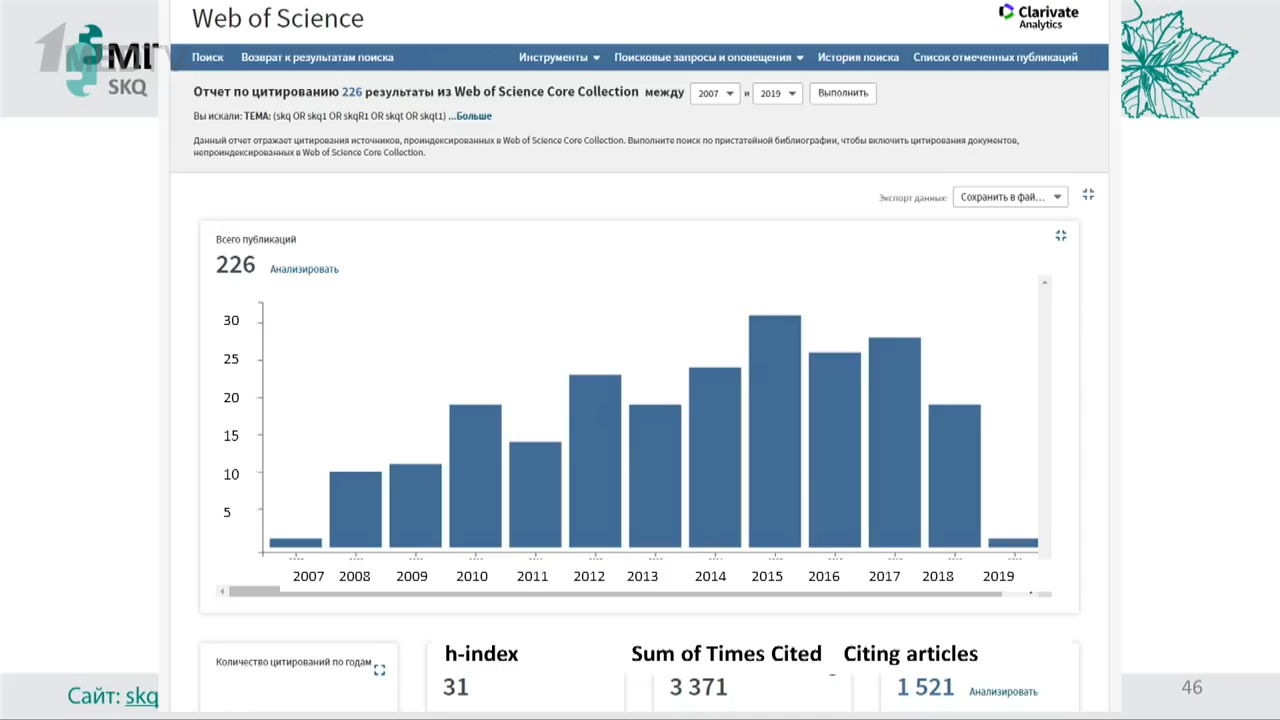 Web of Science
Clarivate
Analytics
МІТ
SKQ
Поиск Возврат к результатам поиска Инструменты Поисковые запросы и оповещения История поиска Список отмеченных публикаций
Отчет по цитированию 226 результаты из Web of Science Core Collection между 2007 и 2019 Выполнить
Вы искали: ТЕМА: (skq OR skq1 OR skqR1 OR skqt OR skqt1) ...Больше
Данный отчет отражает цитирования источников, проиндексированных в Web of Science Core Collection. Выполните поиск по пристатейной библиографии, чтобы включить цитирования документов,
непроиндексированных в Web of Science Core Collection.
Экспорт данных: Сохранить в фай...
Всего публикаций
226 Анализировать
30
25
20
15
10
5
2007 2008 2009 2010 2011 2012 2013 2014 2015 2016 2017 2018 2019
Количество цитирований по годам
h-index Sum of Times Cited Citing articles
31 3 371 1 521 Анализировать
Сайт: skq
46